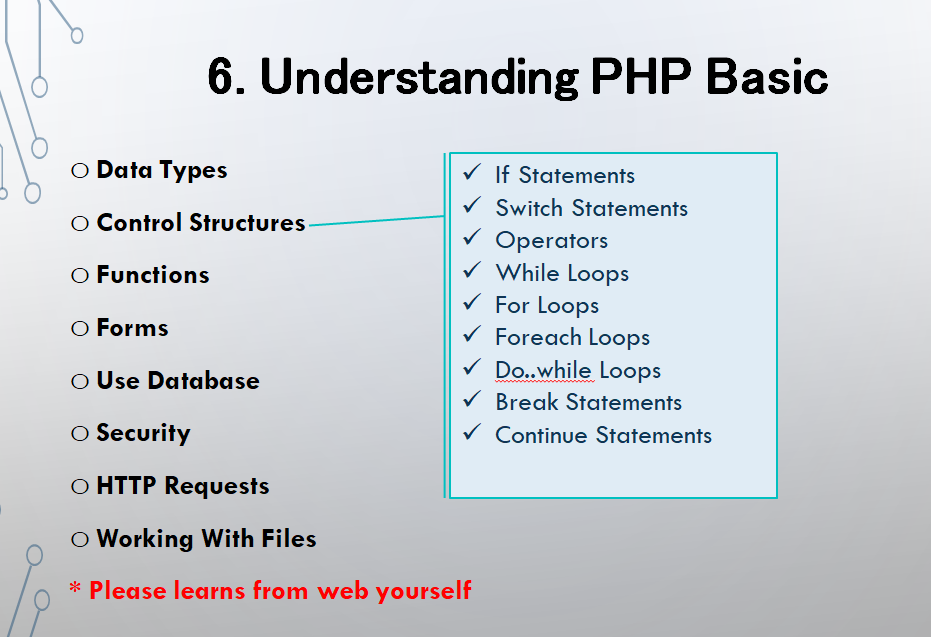 6. Understanding PHP Basic
Data Types
Control Structures
Functions
Forms
Use Database
Security
HTTP Requests
Working With Files
* Please learns from web yourself
If Statements
Switch Statements
Operators
While Loops
For Loops
Foreach Loops
Do..while Loops
Break Statements
Continue Statements